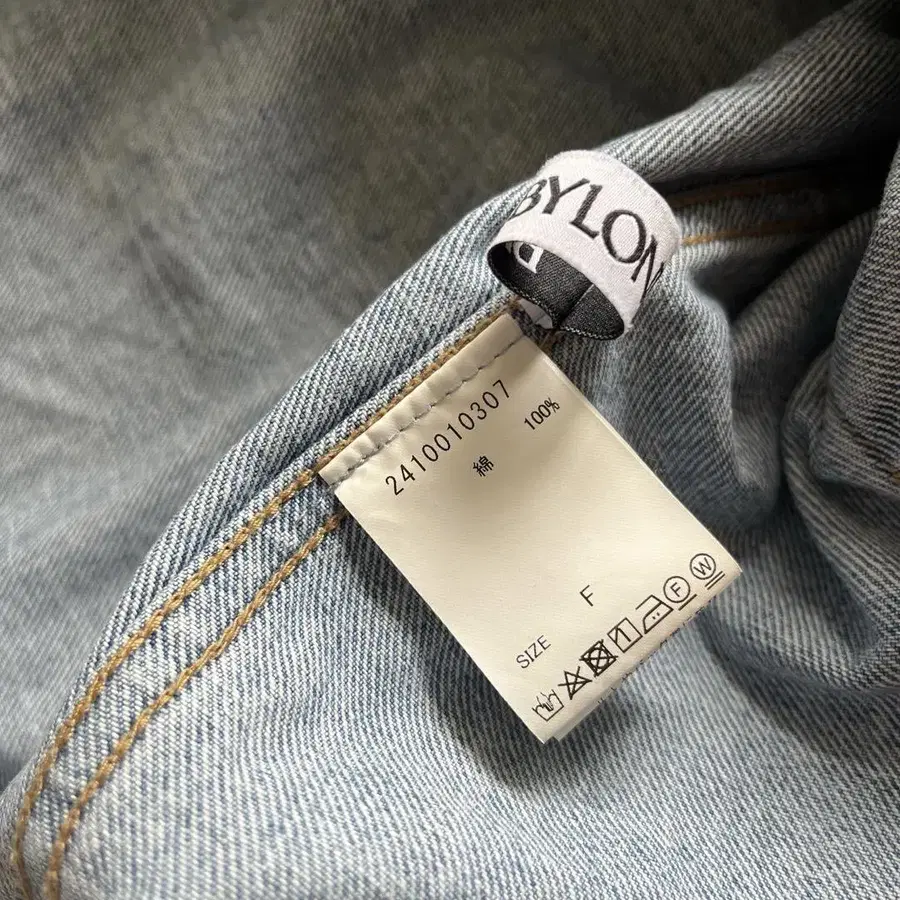 BYLON
2410010307
綿 100%
SIZE F
F
W